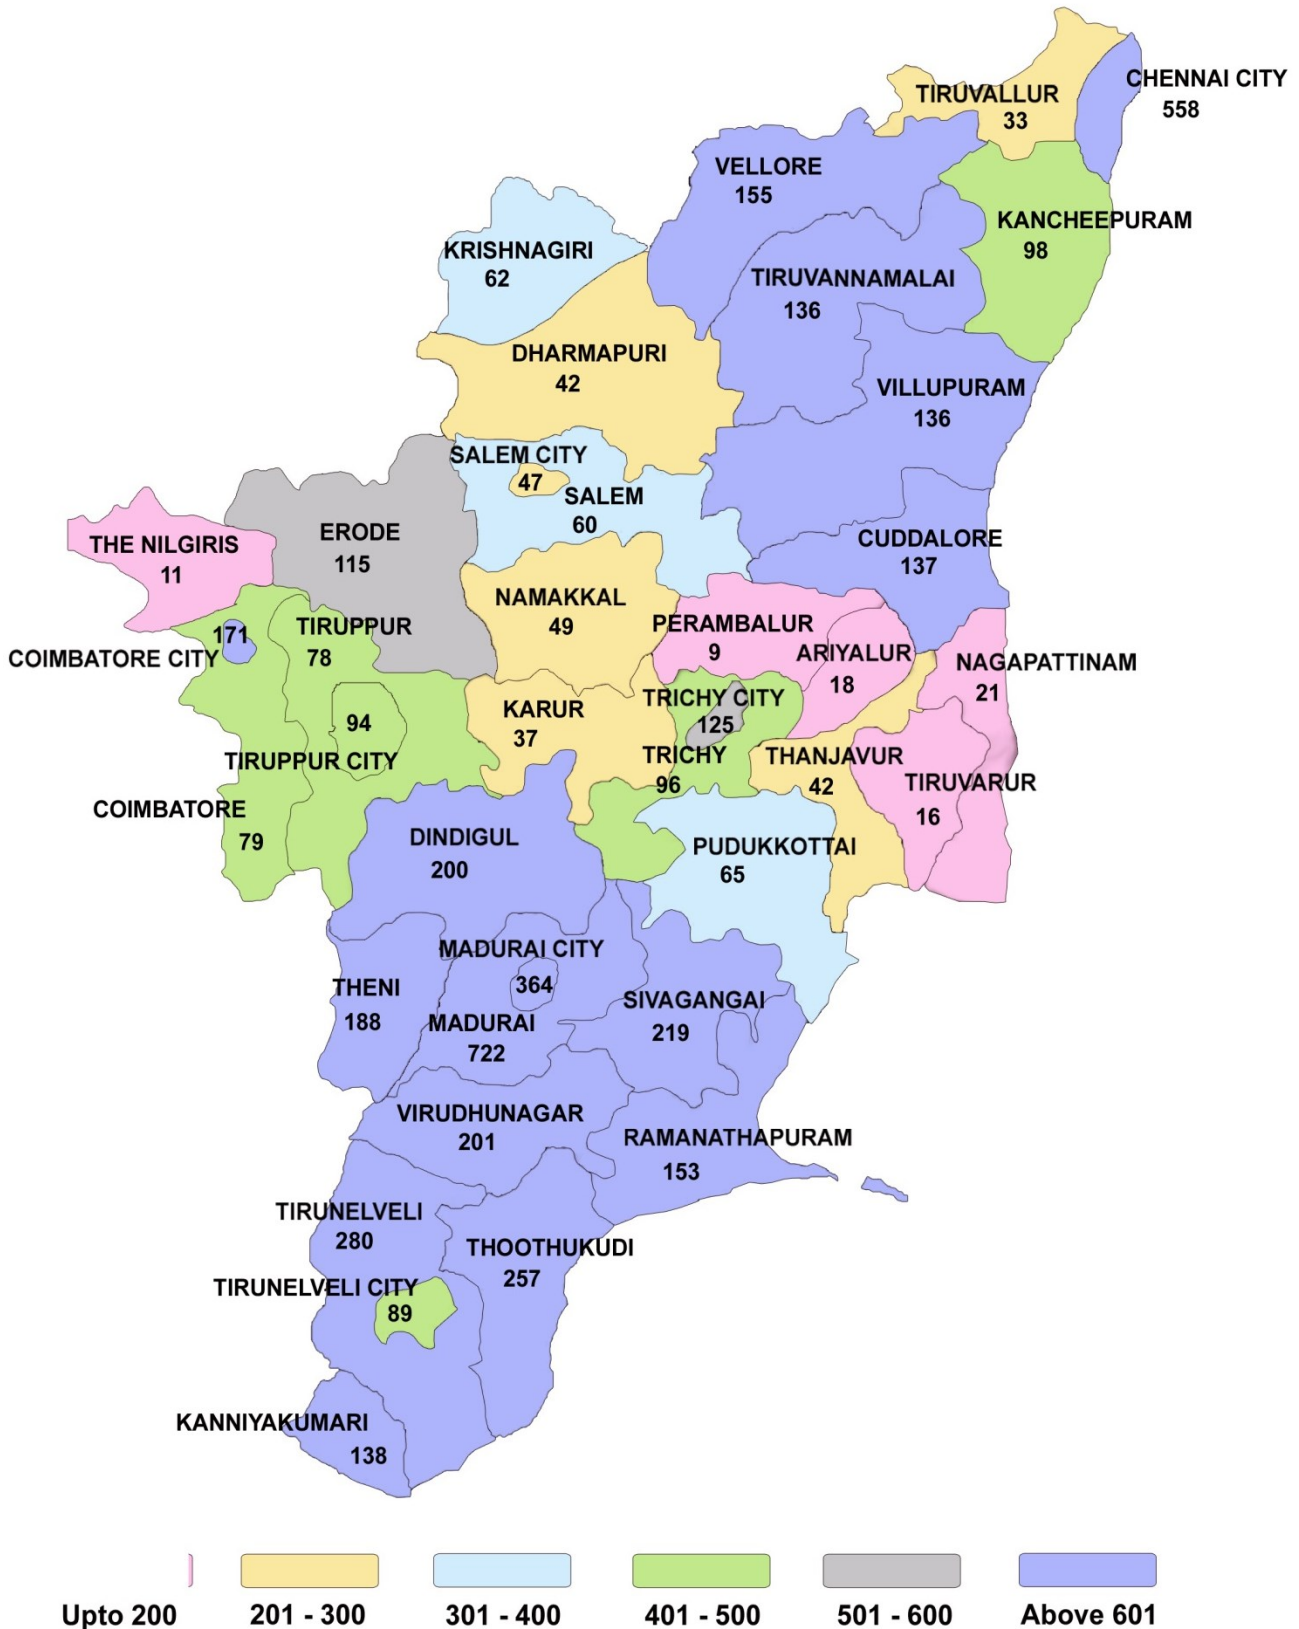 CHENNAI CITY
558
TIRUVALLUR
33
VELLORE
155
KANCHEEPURAM
98
KRISHNAGIRI
62
TIRUVANNAMALAI
136
DHARMAPURI
42
VILLUPURAM
136
SALEM CITY
47
SALEM
60
ERODE
115
THE NILGIRIS
11
CUDDALORE
137
NAMAKKAL
49
PERAMBALUR
9
ARIYALUR
18
NAGAPATTINAM
21
171
COIMBATORE CITY
TIRUPPUR
78
TRICHY CITY
125
KARUR
37
94
TIRUPPUR CITY
TRICHY
96
THANJAVUR
42
TIRUVARUR
16
COIMBATORE
79
DINDIGUL
200
PUDUKKOTTAI
65
MADURAI CITY
364
THENI
188
MADURAI
722
SIVAGANGAI
219
VIRUDHUNAGAR
201
RAMANATHAPURAM
153
TIRUNELVELI
280
THOOTHUKUDI
257
TIRUNELVELI CITY
89
KANNIYAKUMARI
138
Upto 200
201 - 300
301 - 400
401 - 500
501 - 600
Above 601